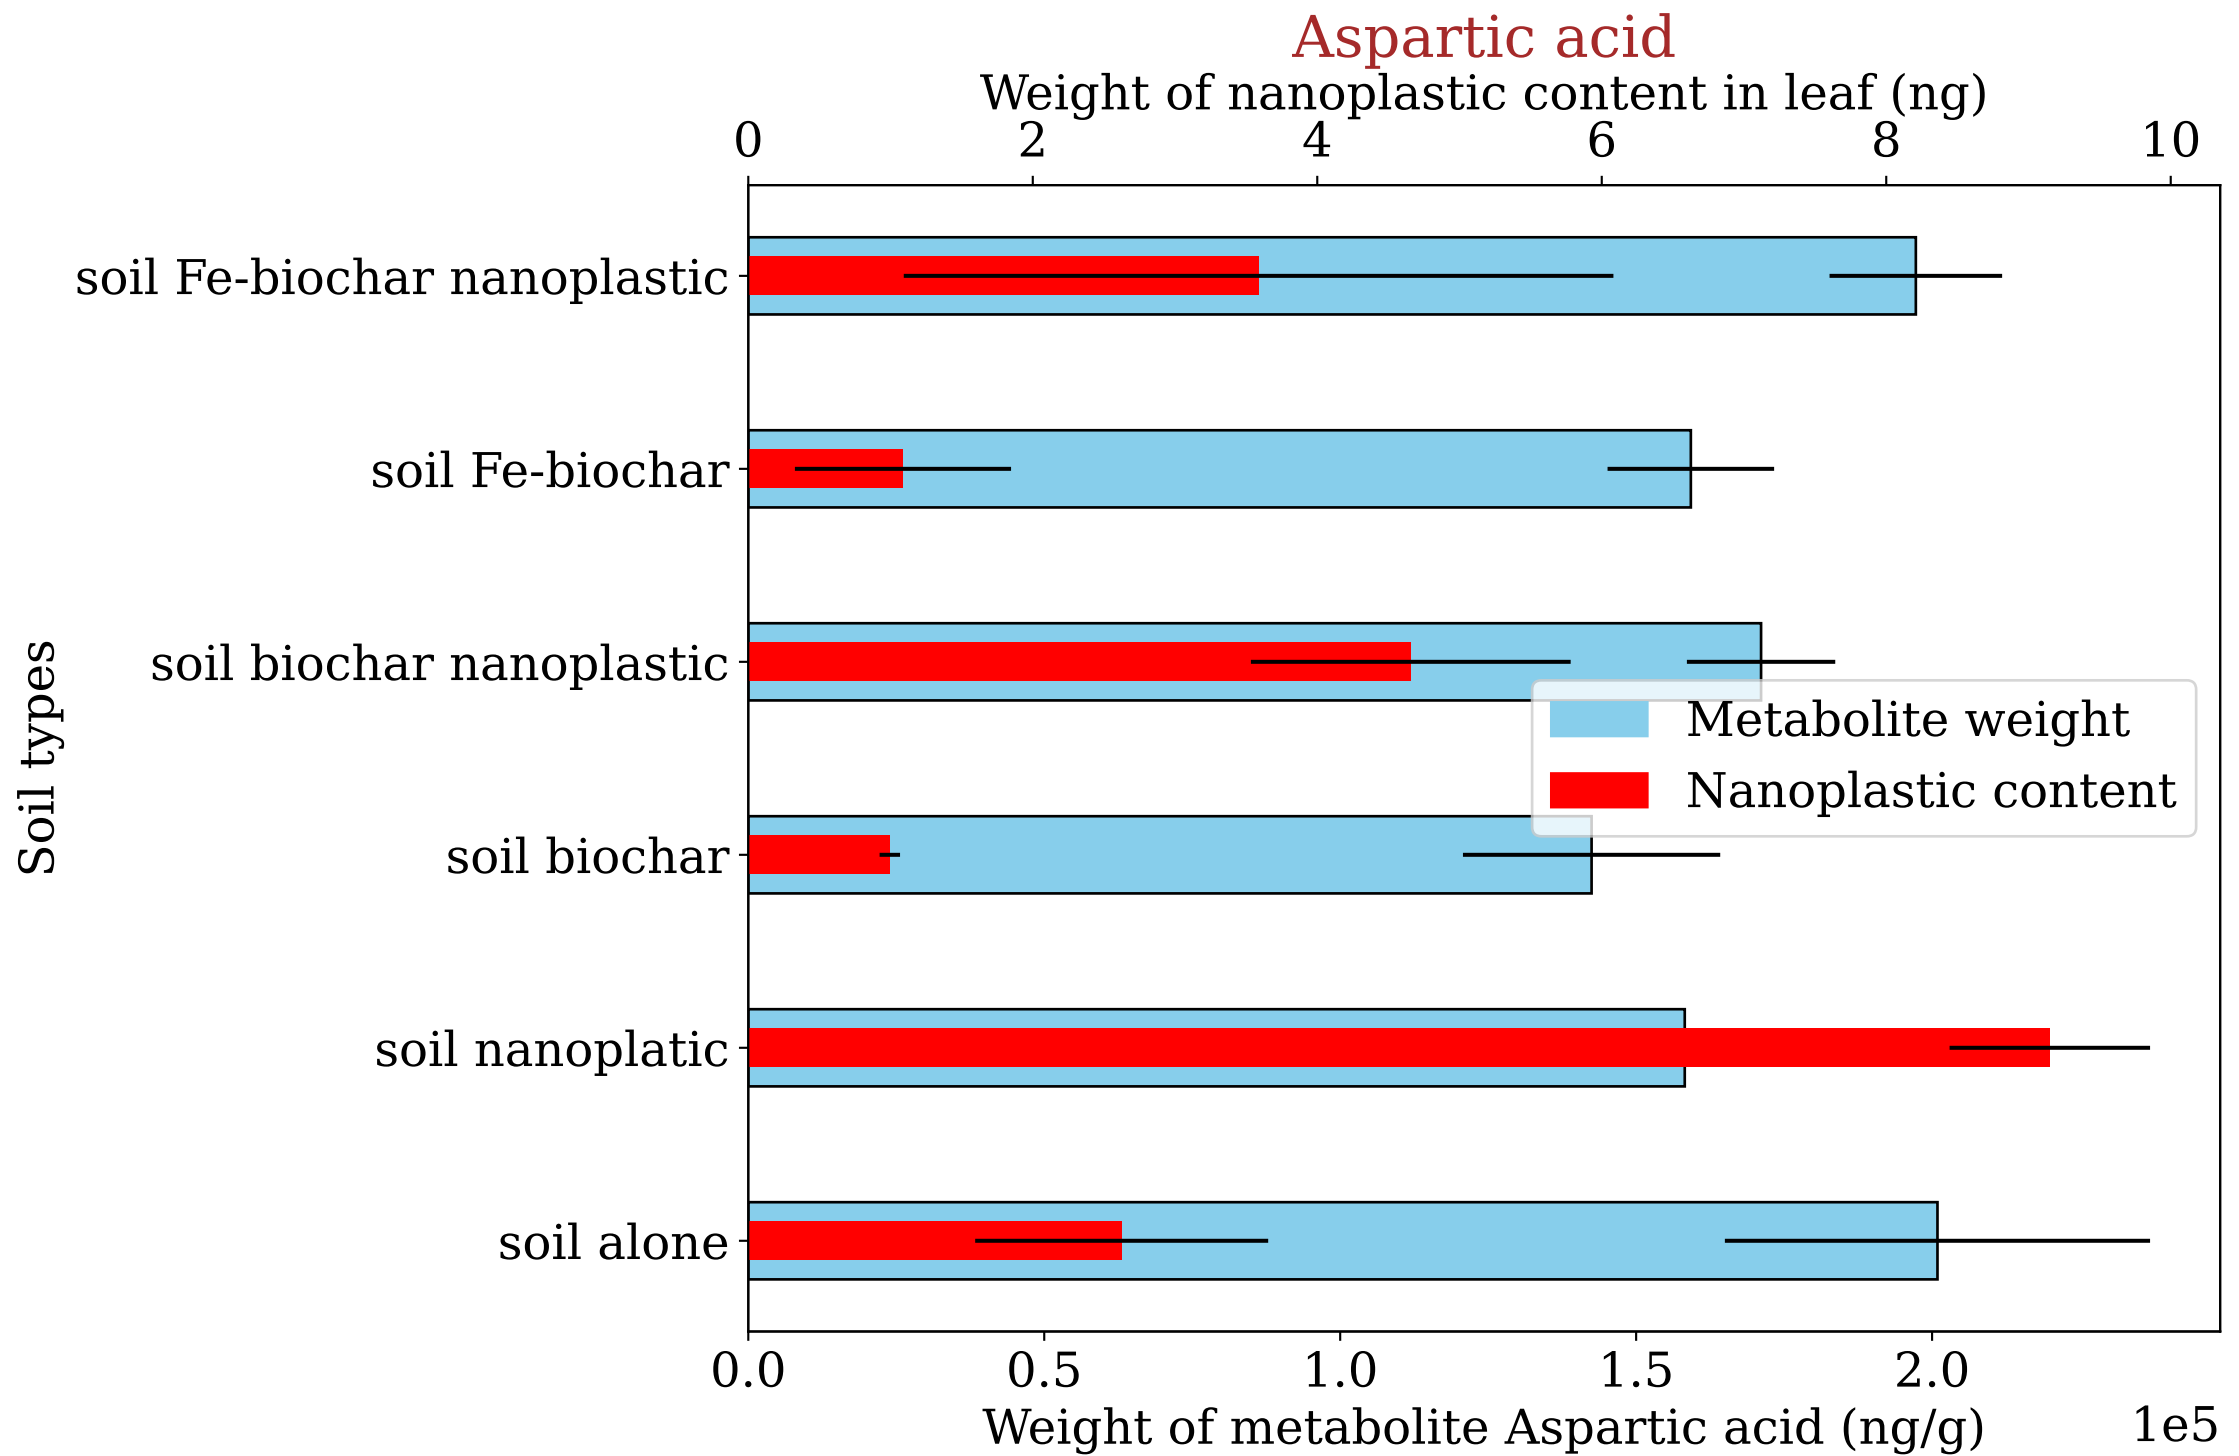 Aspartic acid
Weight of nanoplastic content in leaf (ng)
0 2 4 6 8 10
soil Fe-biochar nanoplastic
soil Fe-biochar
soil biochar nanoplastic
Soil types
Metabolite weight
Nanoplastic content
soil biochar
soil nanoplatic
soil alone
0.0 0.5 1.0 1.5 2.0
Weight of metabolite Aspartic acid (ng/g)
1e5